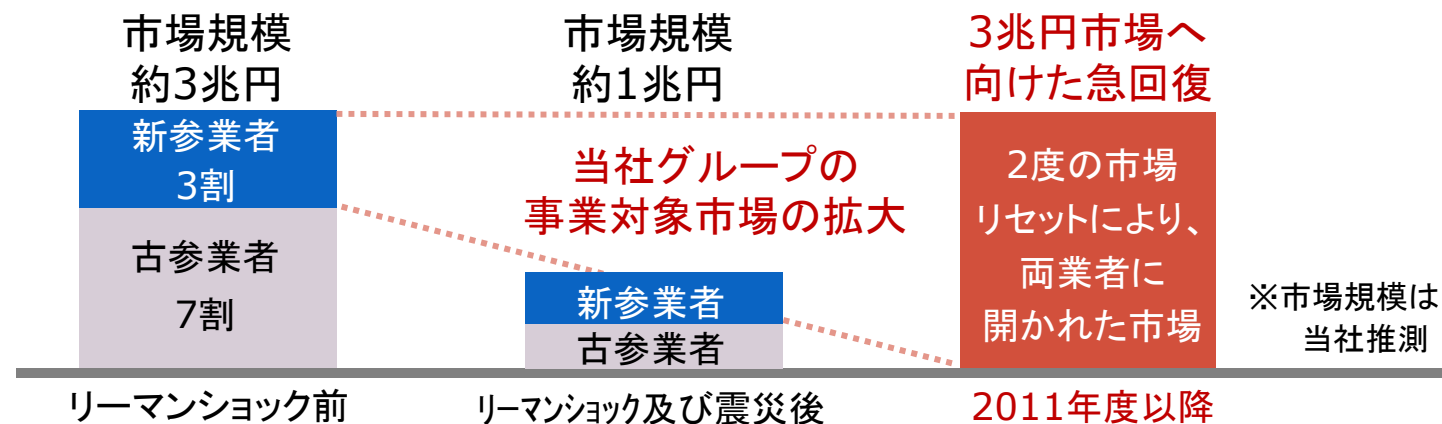 市場規模
約3兆円
新参業者
3割
古参業者
7割
リーマンショック前
市場規模
約1兆円
当社グループの
事業対象市場の拡大
新参業者
古参業者
リーマンショック及び震災後
3兆円市場へ
向けた急回復
2度の市場
リセットにより、
両業者に
開かれた市場
2011年度以降
※市場規模は
当社推測